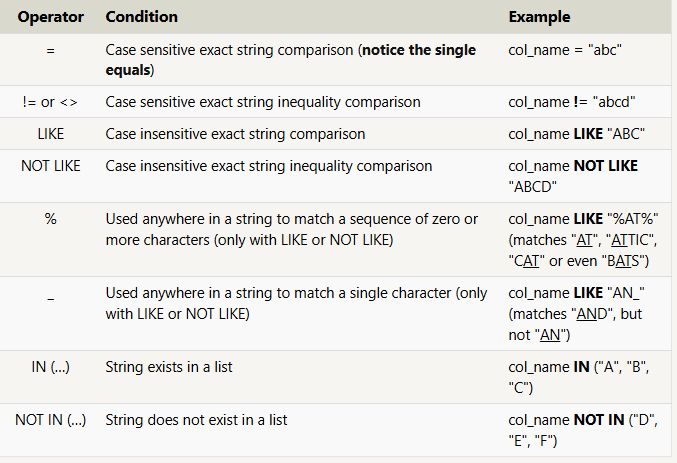 Operator Condition Example
= Case sensitive exact string comparison (notice the single col_name = "abc"
equals)
!= or <> Case sensitive exact string inequality comparison col_name != "abcd"
LIKE Case insensitive exact string comparison col_name LIKE "ABC"
NOT LIKE Case insensitive exact string inequality comparison col_name NOT LIKE
"ABCD"
% Used anywhere in a string to match a sequence of zero or col_name LIKE "%AT%"
more characters (only with LIKE or NOT LIKE) (matches "AT", "ATTIC",
"CAT" or even "BATS")
_ Used anywhere in a string to match a single character (only col_name LIKE "AN_"
with LIKE or NOT LIKE) (matches "AND", but
not "AN")
IN (...) String exists in a list col_name IN ("A", "B",
"C")
NOT IN (...) String does not exist in a list col_name NOT IN ("D",
"E", "F")